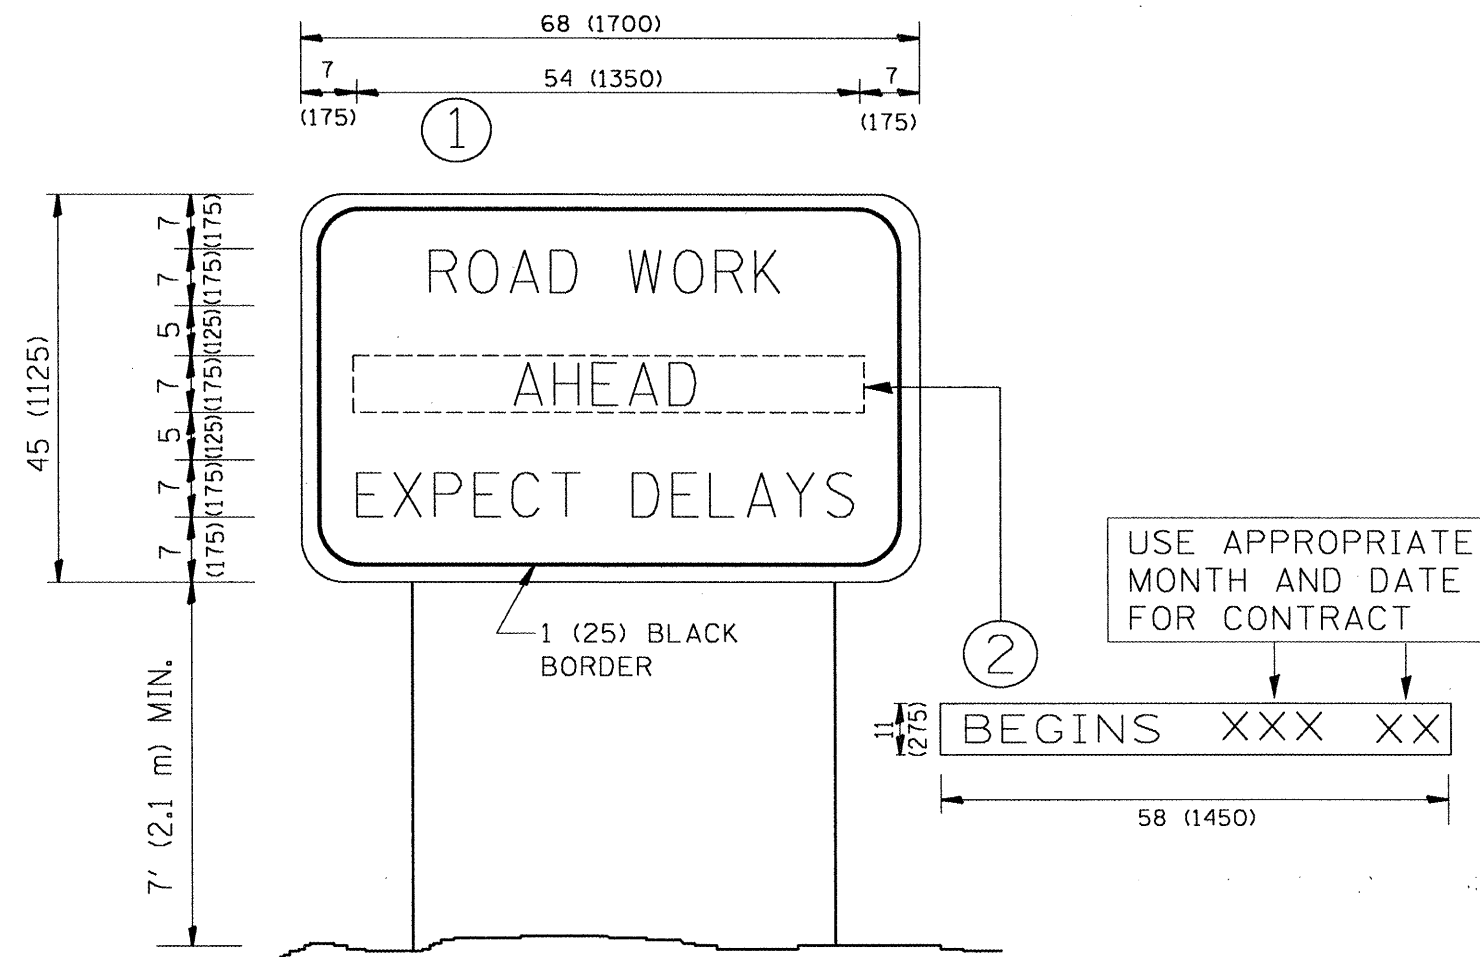 68 (1700)
7 54 (1350) 7
(175) (175)
1
7 (175)
7 (175)
5 (125)
7 (175)
5 (125)
7 (175)
7 (175)
45 (1125)
ROAD WORK
AHEAD
EXPECT DELAYS
1 (25) BLACK
BORDER
7' (2.1 m) MIN.
2
USE APPROPRIATE
MONTH AND DATE
FOR CONTRACT
11
(275)
BEGINS XXX XX
58 (1450)